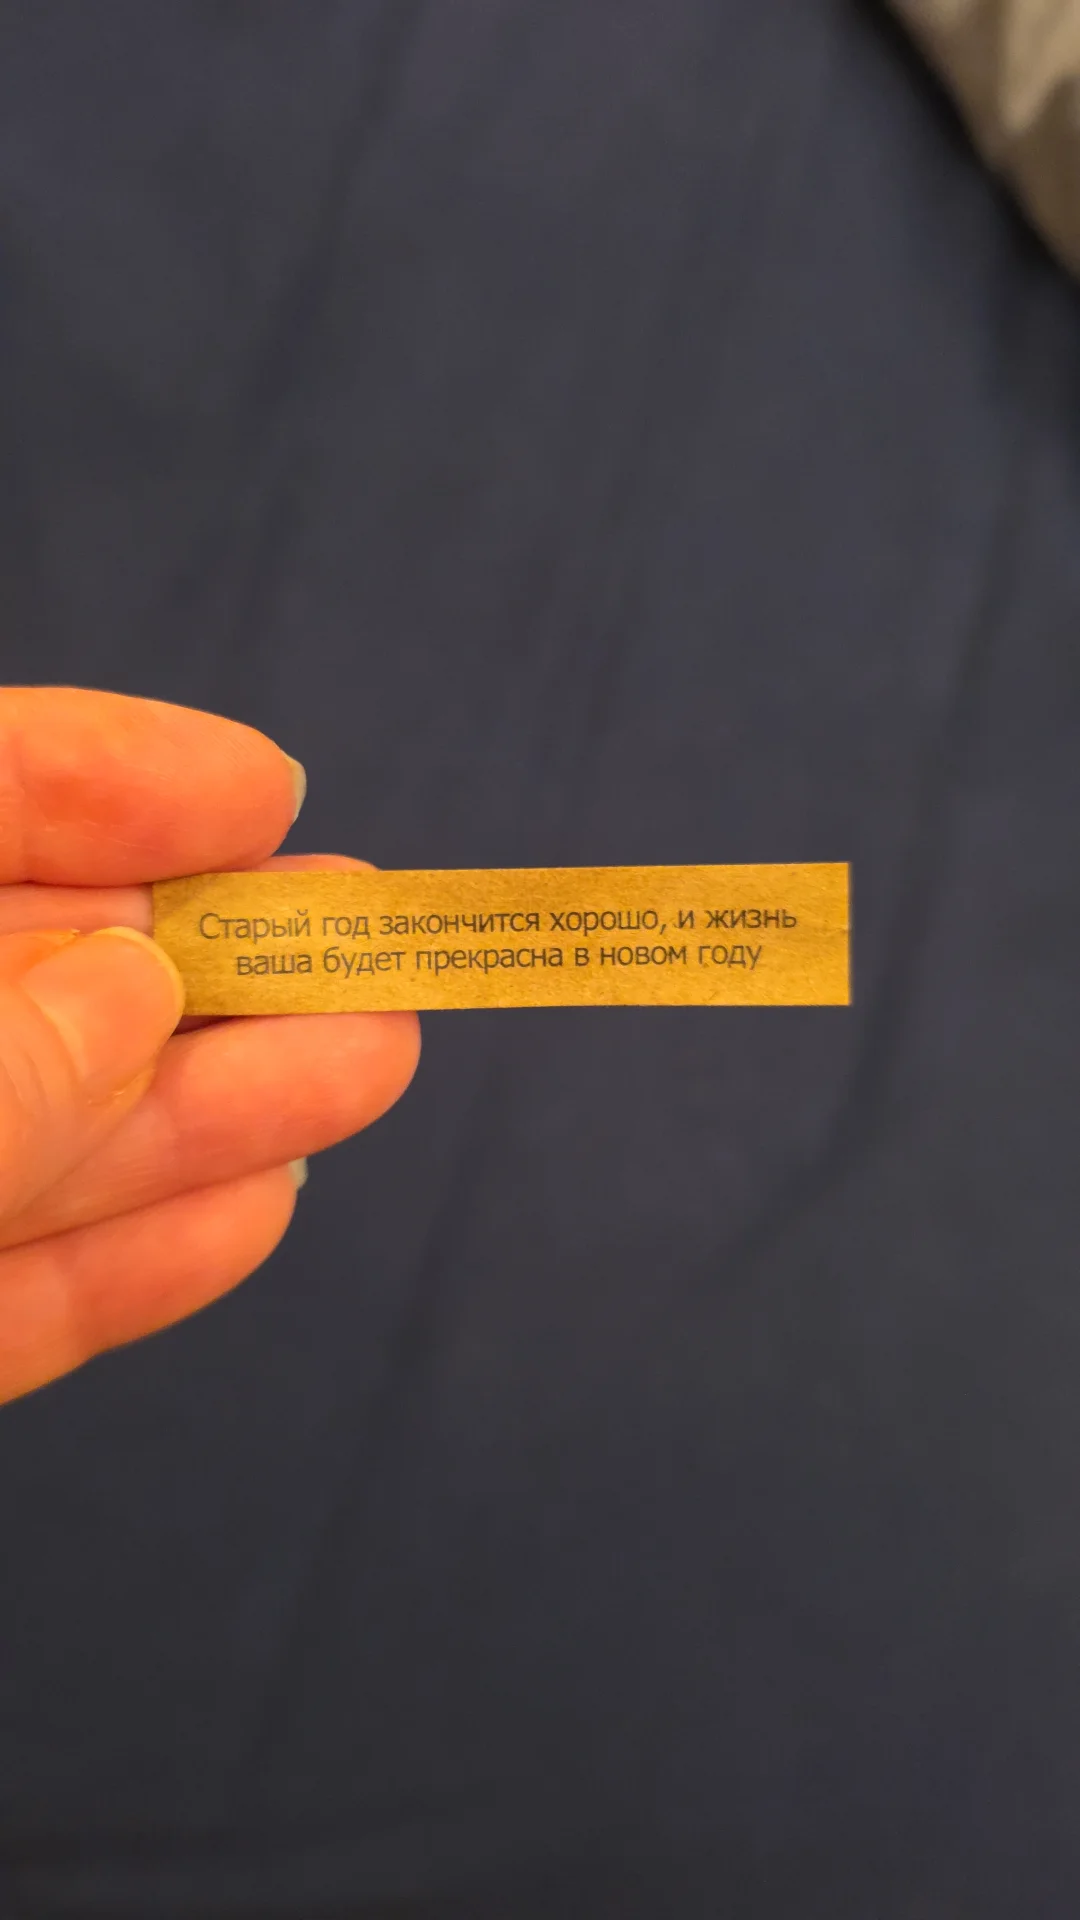 Старый год закончится хорошо, и жизнь
ваша будет прекрасна в новом году